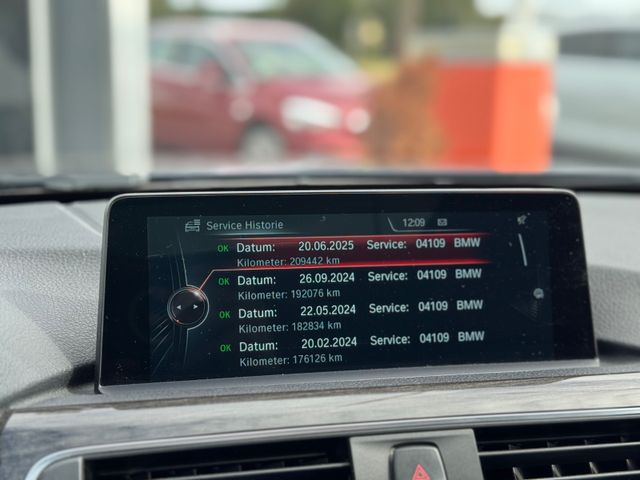 Service Historie 12:09
OK Datum: 20.06.2025 Service: 04109 BMW
Kilometer: 209442 km
OK Datum: 26.09.2024 Service: 04109 BMW
Kilometer: 192076 km
OK Datum: 22.05.2024 Service: 04109 BMW
Kilometer: 182834 km
OK Datum: 20.02.2024 Service: 04109 BMW
Kilometer: 176126 km